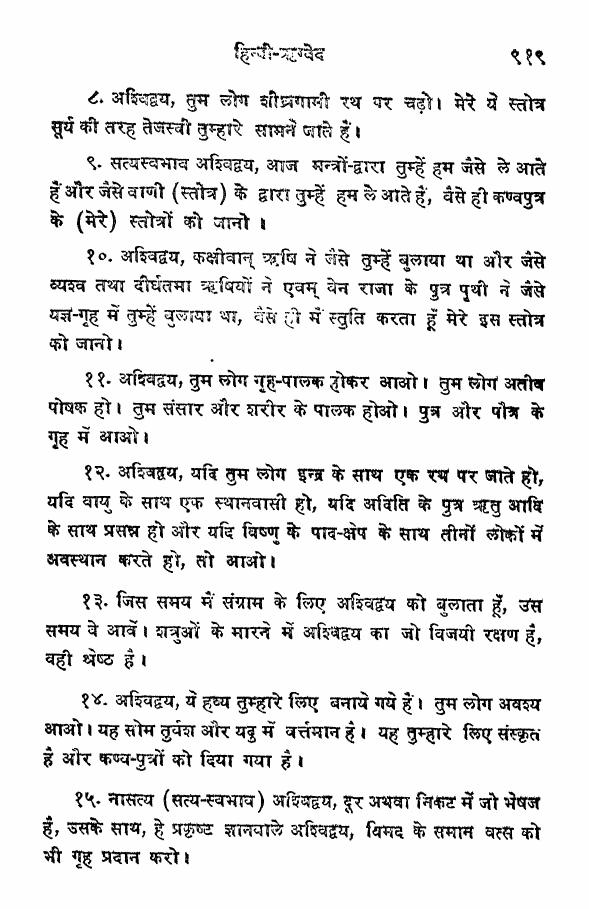 हिन्दी-ऋग्वेद ९१९
८. अश्विद्वय, तुम लोग शीघ्रगामी रथ पर चढ़ो। मेरे ये स्तोत्र
सूर्य की तरह तेजस्वी तुम्हारे सामने जाते हैं।
९. सत्यस्वभाव अश्विद्वय, आज मन्त्रों-द्वारा तुम्हें हम जैसे ले आते
हैं और जैसे वाणी (स्तोत्र) के द्वारा तुम्हें हम ले आते हैं, वैसे ही कण्वपुत्र
के (मेरे) स्तोत्रों को जानो ।
१०. अश्विद्वय, कक्षीवान् ऋषि ने जैसे तुम्हें बुलाया था और जैसे
व्यश्व तथा दीर्घतमा ऋषियों ने एवम् वेन राजा के पुत्र पृथी ने जैसे
यज्ञ-गृह में तुम्हें बुलाया था, वैसे ही में स्तुति करता हूँ मेरे इस स्तोत्र
को जानो।
११. अश्विद्वय, तुम लोग गृह-पालक होकर आओ। तुम लोग अतीव
पोषक हो। तुम संसार और शरीर के पालक होओ। पुत्र और पौत्र के
गृह में आओ।
१२. अश्विद्वय, यदि तुम लोग इन्द्र के साथ एक रथ पर जाते हो,
यदि वायु के साथ एक स्थानवासी हो, यदि अदिति के पुत्र ऋतु आदि
के साथ प्रसन्न हो और यदि विष्णु के पाद-क्षेप के साथ तीनों लोकों में
अवस्थान करते हो, तो आओ।
१३. जिस समय मैं संग्राम के लिए अश्विद्वय को बुलाता हूँ, उस
समय वे आवें। शत्रुओं के मारने में अश्विद्वय का जो विजयी रक्षण है,
वही श्रेष्ठ है।
१४. अश्विद्वय, ये हव्य तुम्हारे लिए बनाये गये हैं। तुम लोग अवश्य
आओ। यह सोम तुर्वश और यदु में वर्त्तमान है। यह तुम्हारे लिए संस्कृत
है और कण्व-पुत्रों को दिया गया है।
१५. नासत्य (सत्य-स्वभाव) अश्विद्वय, दूर अथवा निकट में जो भेषज
है, उसके साथ, हे प्रकृष्ट ज्ञानवाले अश्विद्वय, विमद के समान वत्स को
भी गृह प्रदान करो।